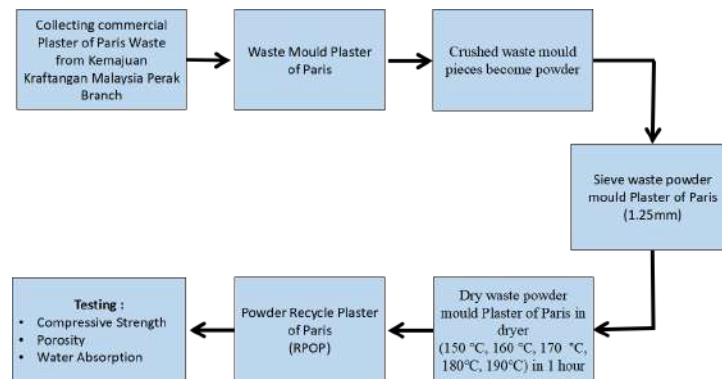 Collecting commercial
Plaster of Paris Waste
from Kemajuan
Kraftangan Malaysia Perak
Branch
Waste Mould Plaster
of Paris
Crushed waste mould
pieces become powder
Sieve waste powder
mould Plaster of Paris
(1.25mm)
Dry waste powder
mould Plaster of Paris in
dryer
(150 °C, 160 °C, 170 °C,
180°C, 190°C) in 1 hour
Powder Recycle Plaster
of Paris
(RPOP)
Testing :
• Compressive Strength
• Porosity
• Water Absorption